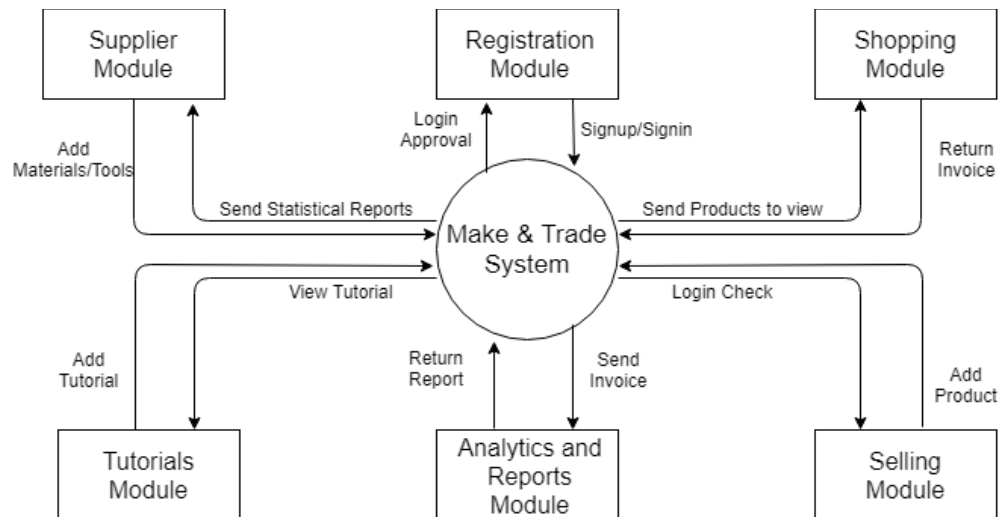 Supplier
Module
Registration
Module
Shopping
Module
Login
Approval
Signup/Signin
Add
Materials/Tools
Return
Invoice
Send Statistical Reports
Send Products to view
Make & Trade
System
View Tutorial
Login Check
Add
Tutorial
Return
Report
Send
Invoice
Add
Product
Tutorials
Module
Analytics and
Reports
Module
Selling
Module